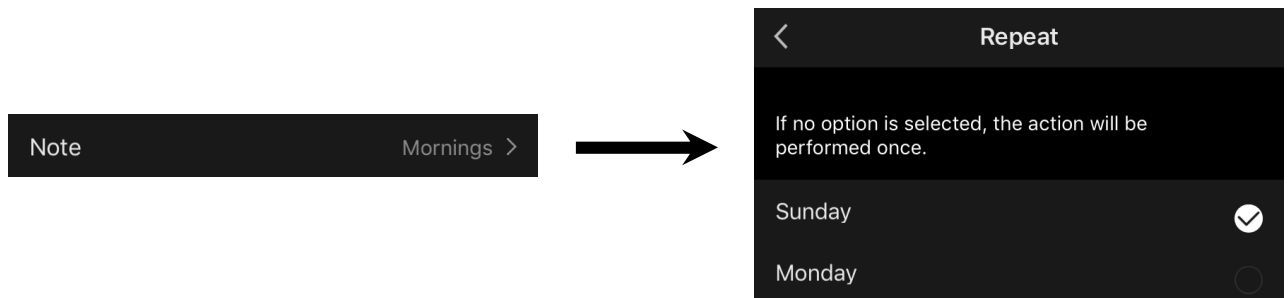 Note Mornings
Repeat
If no option is selected, the action will be
performed once.
Sunday
Monday